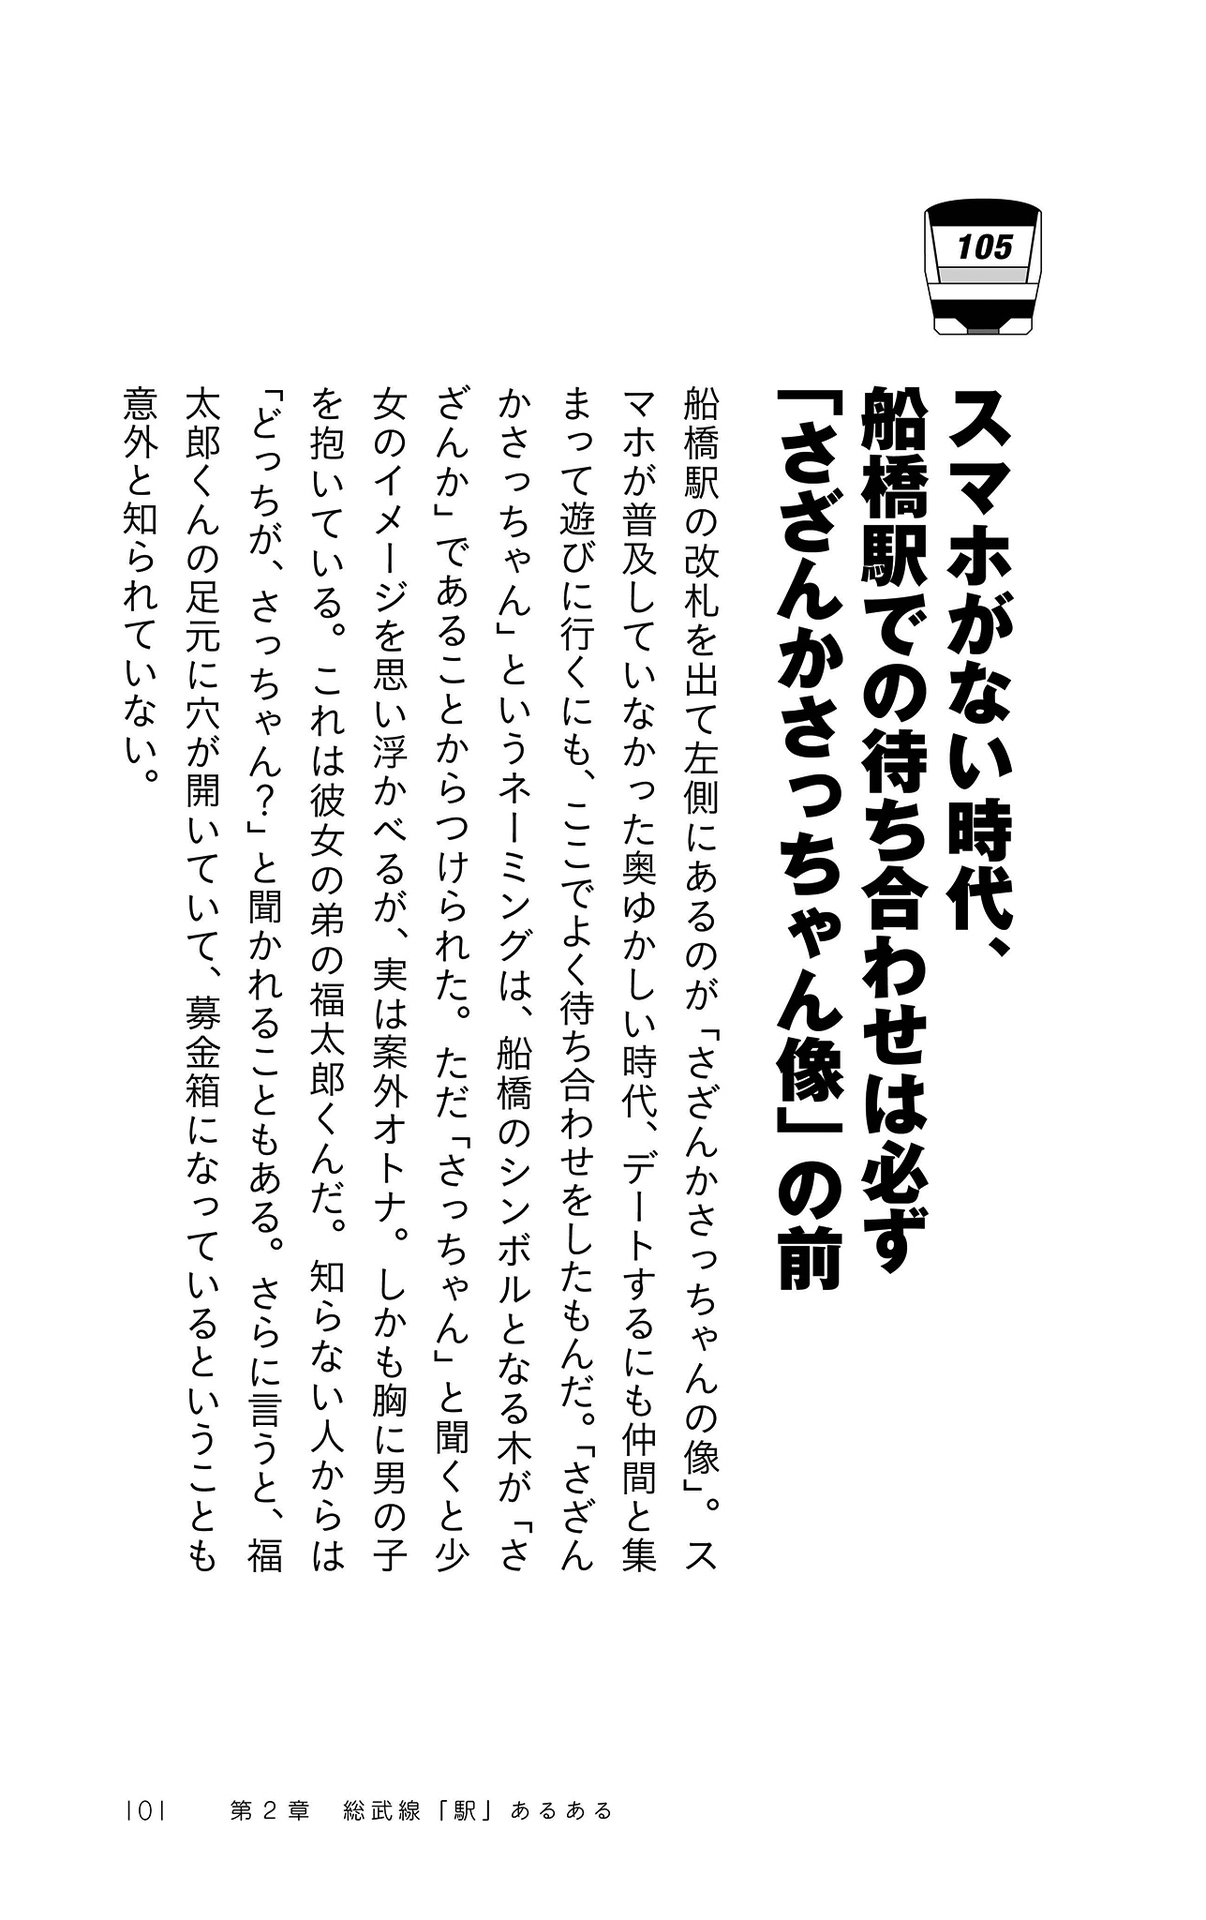 105
スマホがない時代、
船橋駅での待ち合わせは必ず
「さざんかさっちゃん像」の前
船橋駅の改札を出て左側にあるのが「さざんかさっちゃんの像」。ス
マホが普及していなかった奥ゆかしい時代、デートするにも仲間と集
まって遊びに行くにも、ここでよく待ち合わせをしたもんだ。「さざん
かさっちゃん」というネーミングは、船橋のシンボルとなる木が「さ
ざんか」であることからつけられた。ただ「さっちゃん」と聞くと少
女のイメージを思い浮かべるが、実は案外オトナ。しかも胸に男の子
を抱いている。これは彼女の弟の福太郎くんだ。知らない人からは
「どっちが、さっちゃん？」と聞かれることもある。さらに言うと、福
太郎くんの足元に穴が開いていて、募金箱になっているということも
意外と知られていない。
101　第2章　総武線「駅」あるある